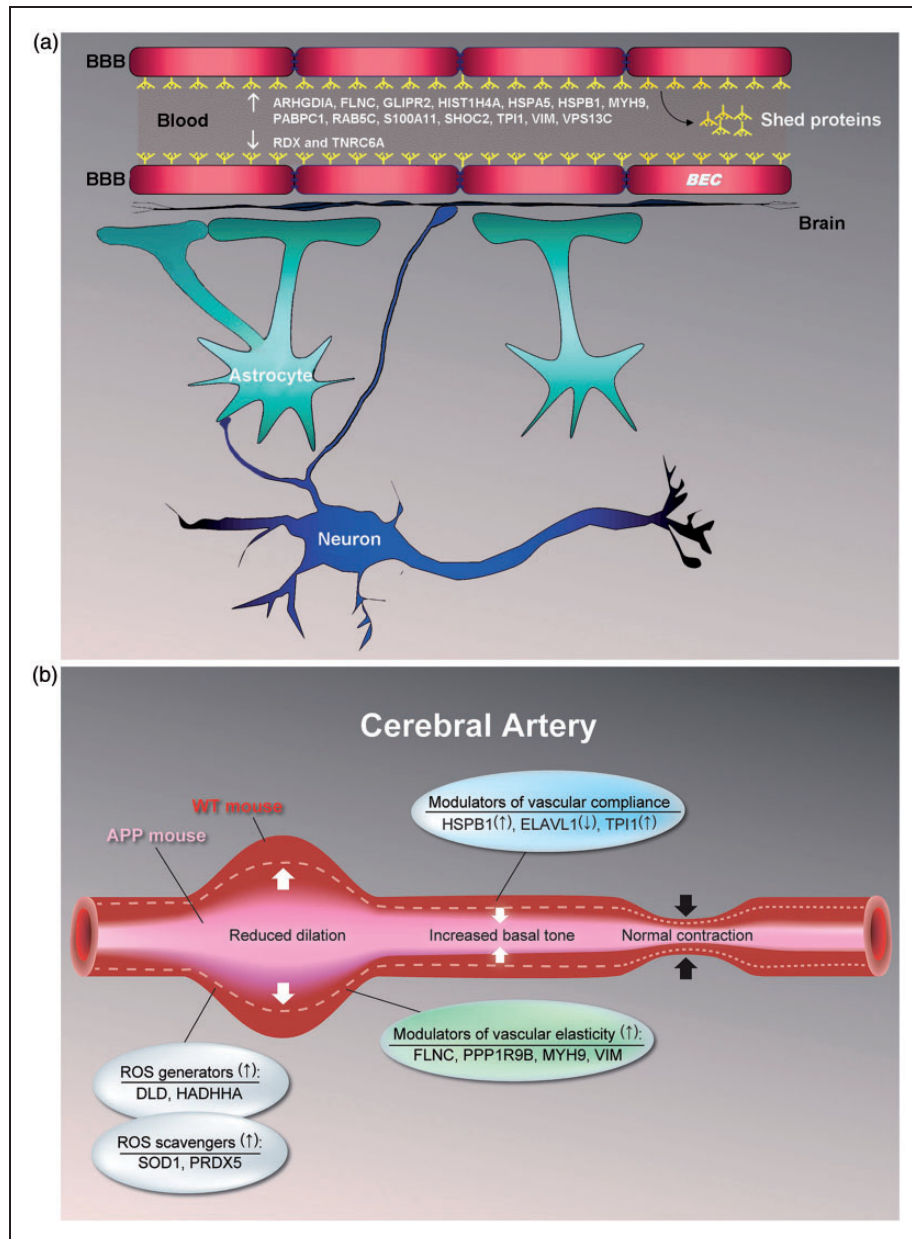 (a)
BBB
↑ ARHGDIA, FLNC, GLIPR2, HIST1H4A, HSPA5, HSPB1, MYH9,
PABPC1, RAB5C, S100A11, SHOC2, TPI1, VIM, VPS13C
Blood
Shed proteins
↓ RDX and TNRC6A
BBB
BEC
Brain
Astrocyte
Neuron
(b)
Cerebral Artery
WT mouse
APP mouse
Modulators of vascular compliance
HSPB1(↑), ELAVL1(↓), TPI1(↑)
Reduced dilation
Increased basal tone
Normal contraction
Modulators of vascular elasticity (↑):
FLNC, PPP1R9B, MYH9, VIM
ROS generators (↑):
DLD, HADHHA
ROS scavengers (↑):
SOD1, PRDX5